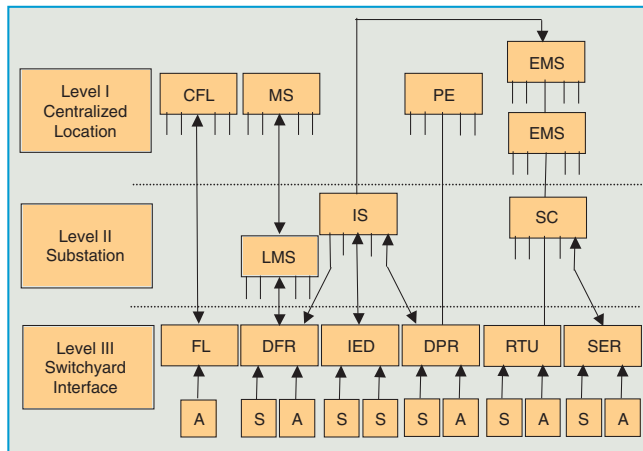 EMS
Level I
Centralized
Location
CFL
MS
PE
EMS
Level II
Substation
IS
SC
LMS
Level III
Switchyard
Interface
FL
DFR
IED
DPR
RTU
SER
A
S
A
S
S
S
A
S
A
S
A